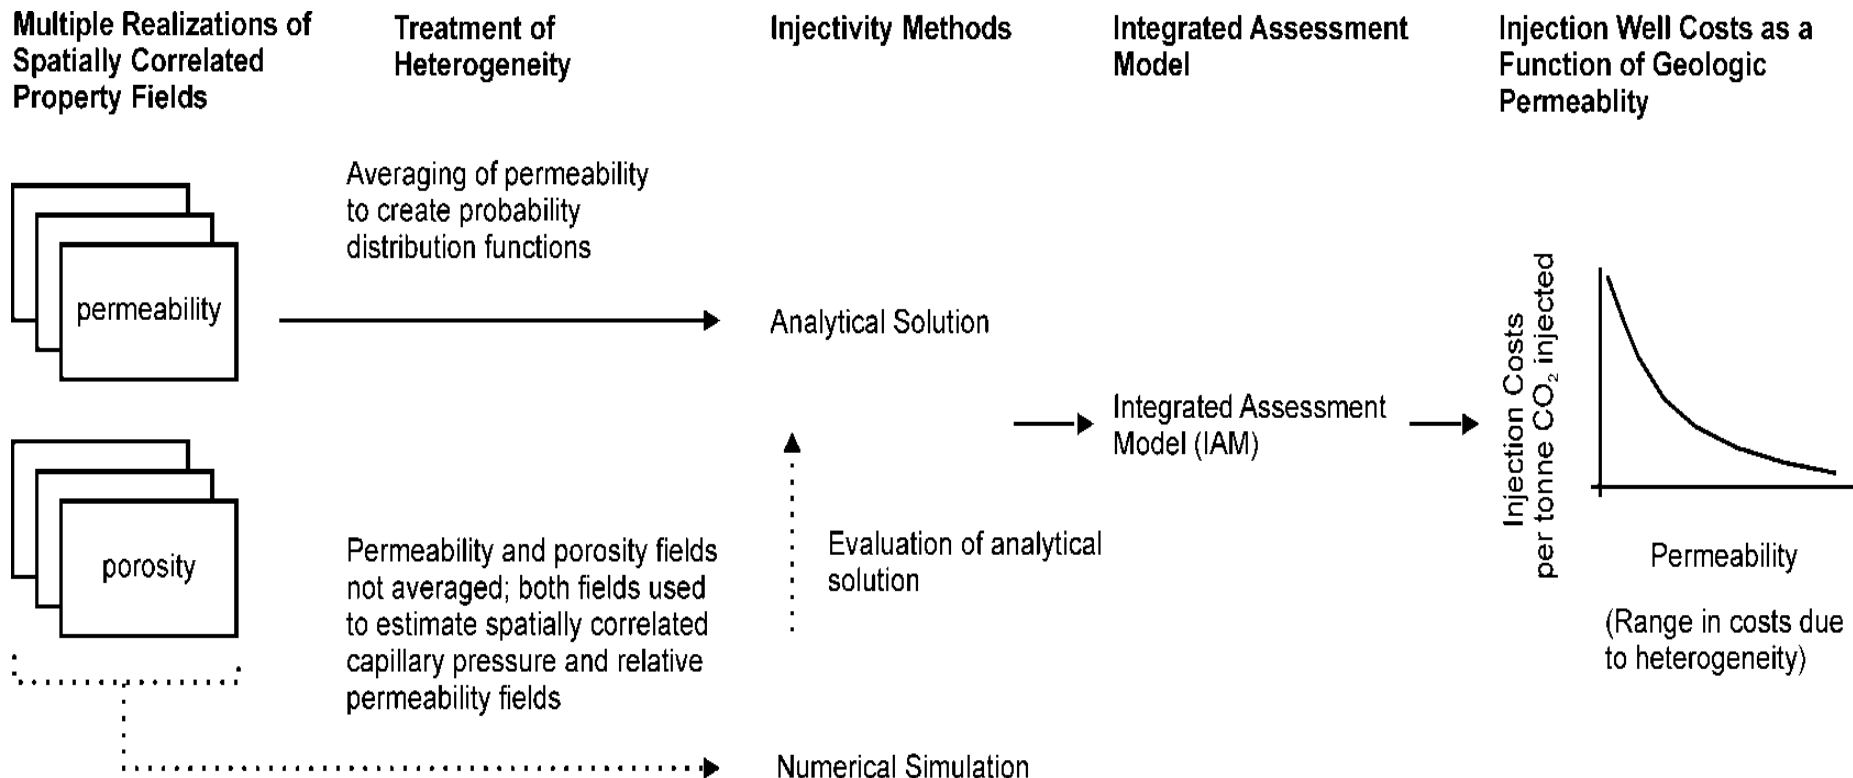 Multiple Realizations of
Spatially Correlated
Property Fields
Treatment of
Heterogeneity
Injectivity Methods
Integrated Assessment
Model
Injection Well Costs as a
Function of Geologic
Permeablity
Averaging of permeability
to create probability
distribution functions
permeability
Analytical Solution
Integrated Assessment
Model (IAM)
Injection Costs
per tonne CO₂ injected
Permeability
(Range in costs due
to heterogeneity)
porosity
Permeability and porosity fields
not averaged; both fields used
to estimate spatially correlated
capillary pressure and relative
permeability fields
Evaluation of analytical
solution
Numerical Simulation